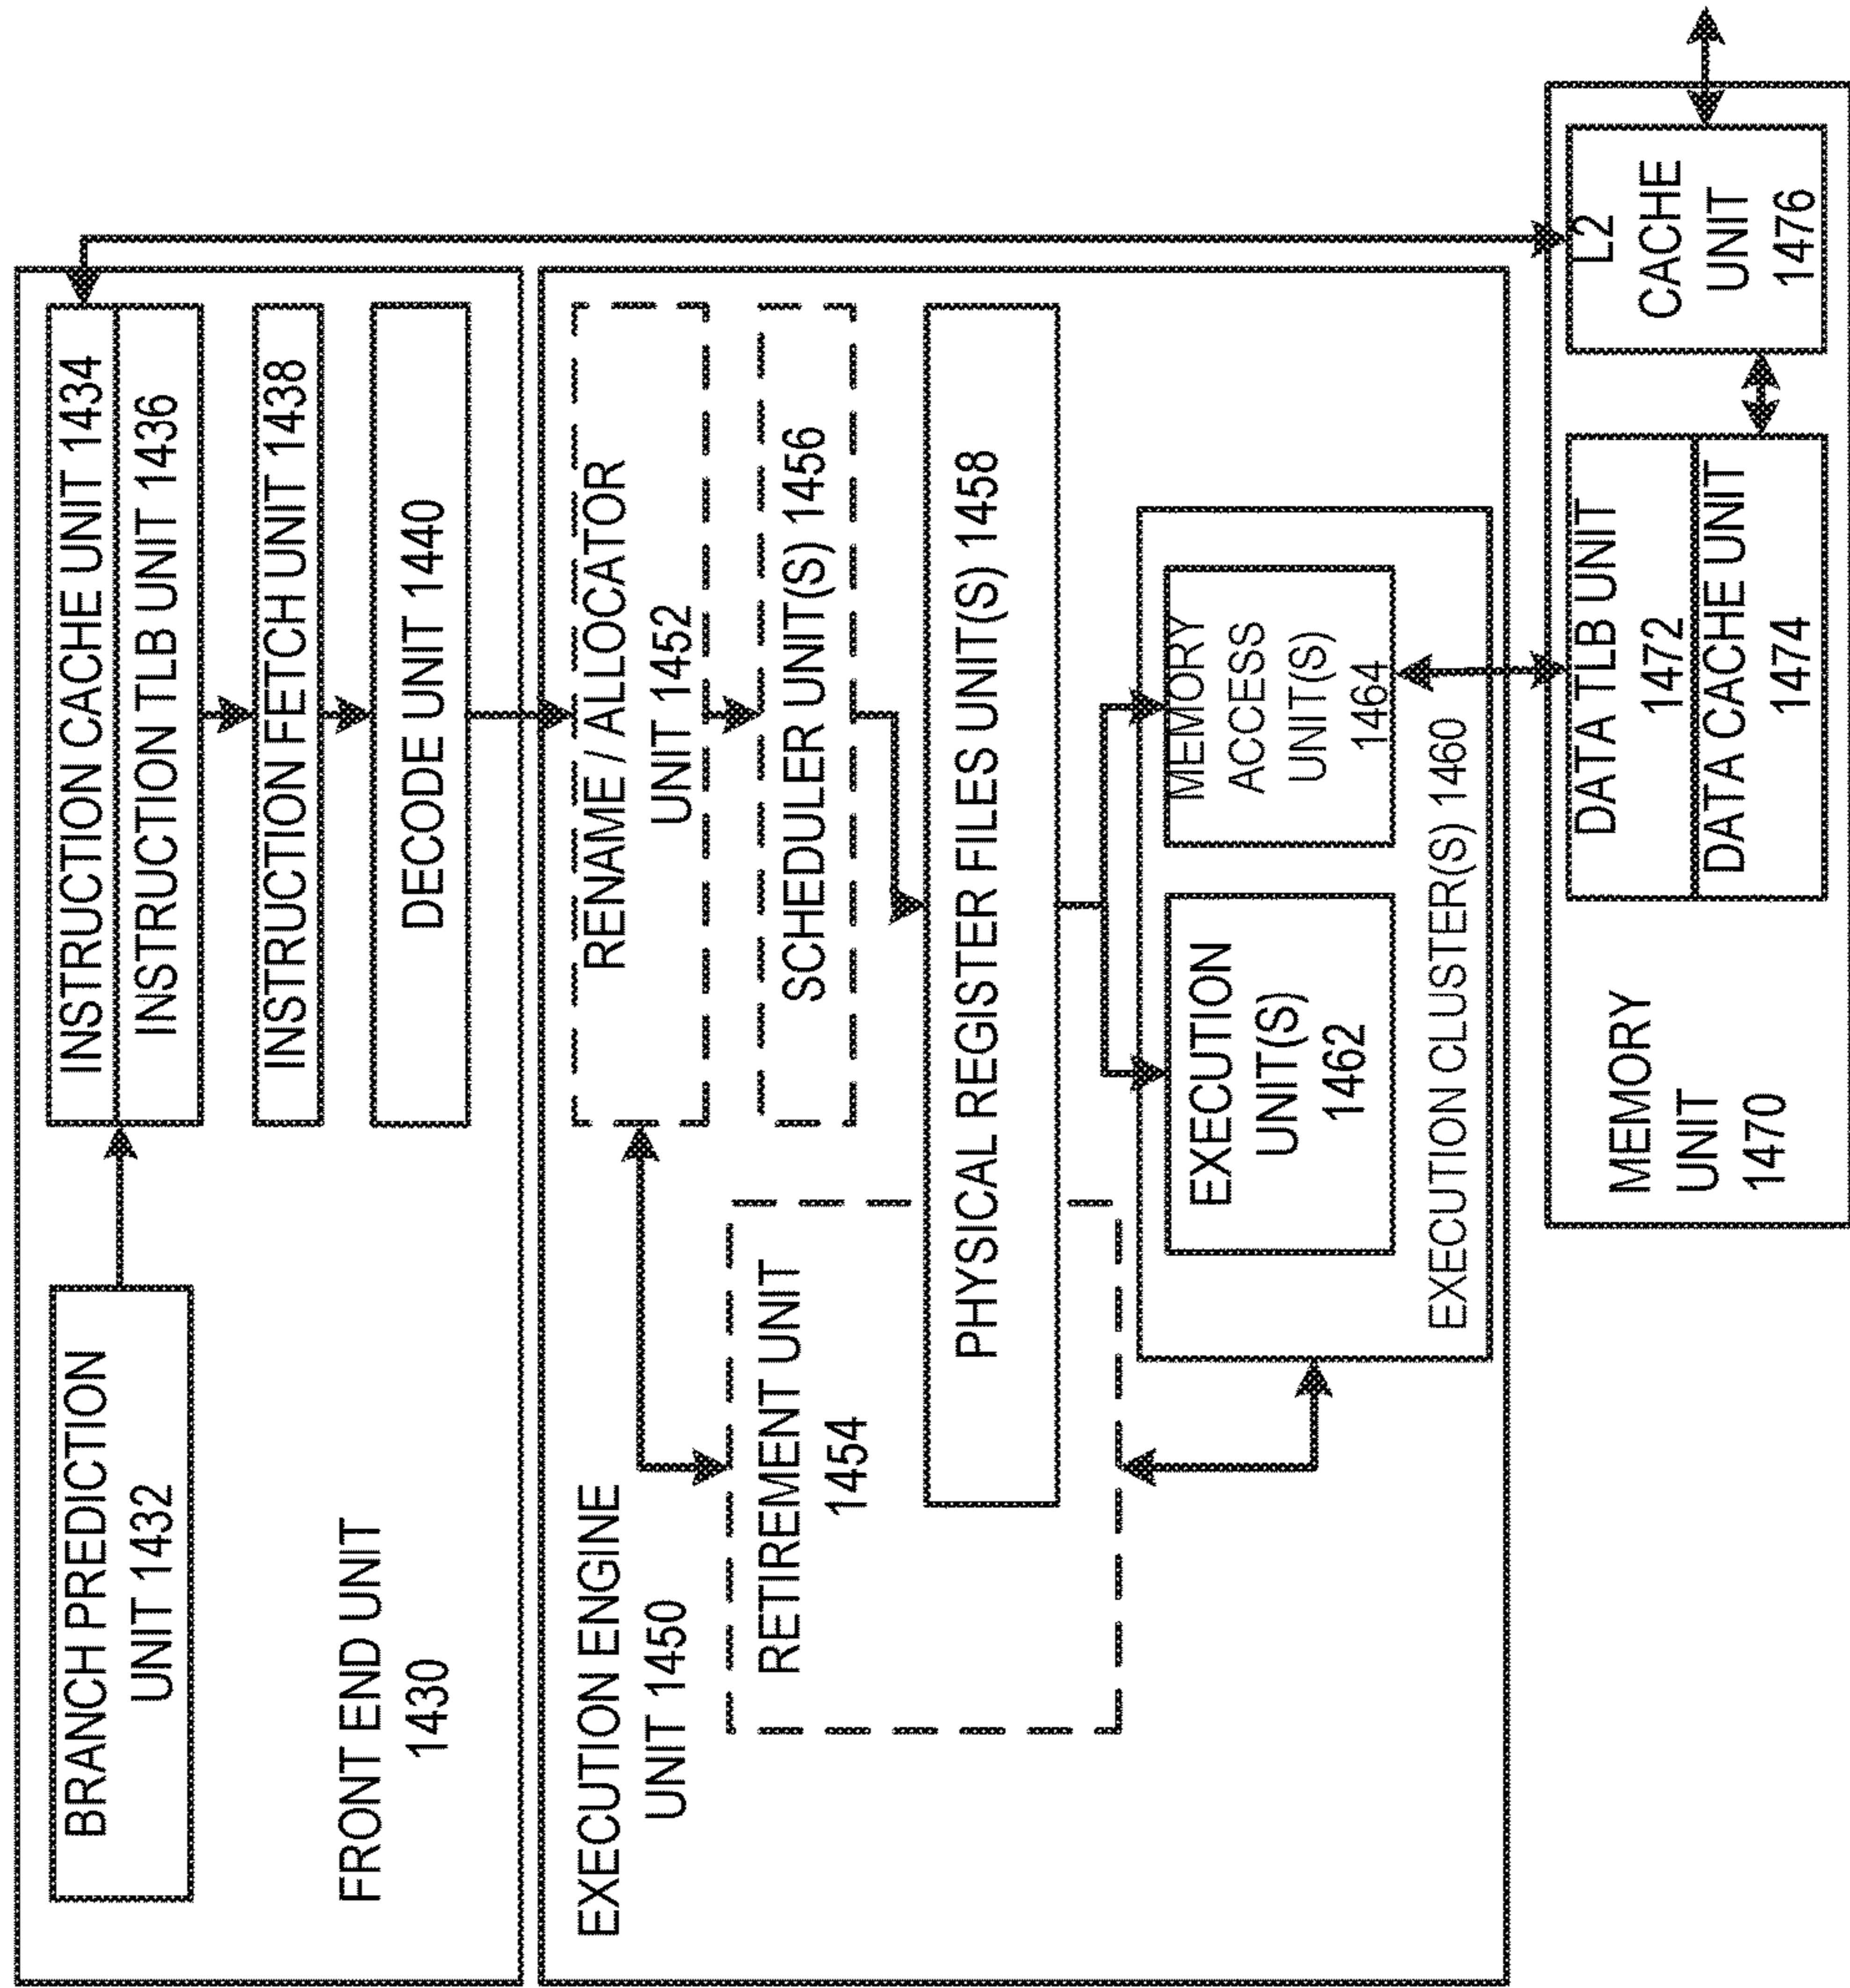 BRANCH PREDICTION
UNIT 1432
INSTRUCTION CACHE UNIT 1434
INSTRUCTION TLB UNIT 1436
INSTRUCTION FETCH UNIT 1438
DECODE UNIT 1440
FRONT END UNIT
1430
EXECUTION ENGINE
UNIT 1450
RENAME / ALLOCATOR
UNIT 1452
SCHEDULER UNIT(S) 1456
RETIREMENT UNIT
1454
PHYSICAL REGISTER FILES UNIT(S) 1458
EXECUTION
UNIT(S)
1462
MEMORY
ACCESS
UNIT(S)
1464
EXECUTION CLUSTER(S) 1460
MEMORY
UNIT
1470
DATA TLB UNIT
1472
DATA CACHE UNIT
1474
L2
CACHE
UNIT
1476